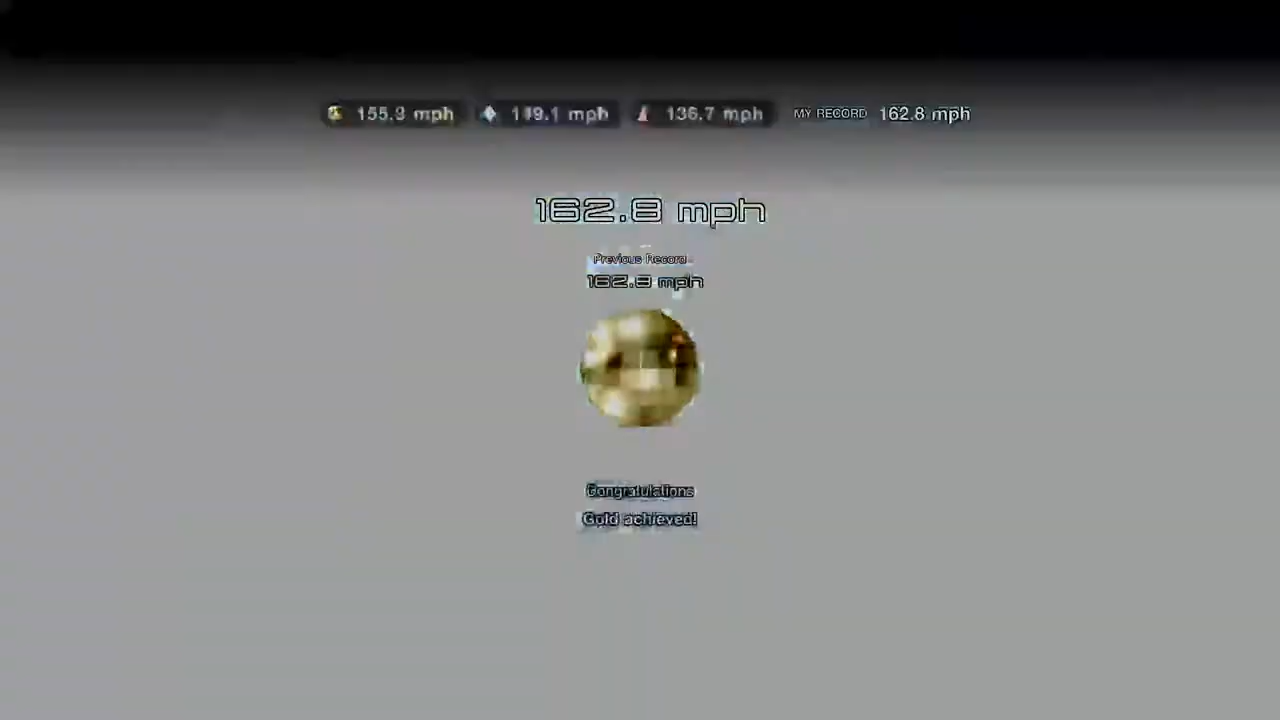 155.3 mph 149.1 mph 136.7 mph MY RECORD 162.8 mph
162.8 mph
Previous Record
162.8 mph
Congratulations
Gold achieved!